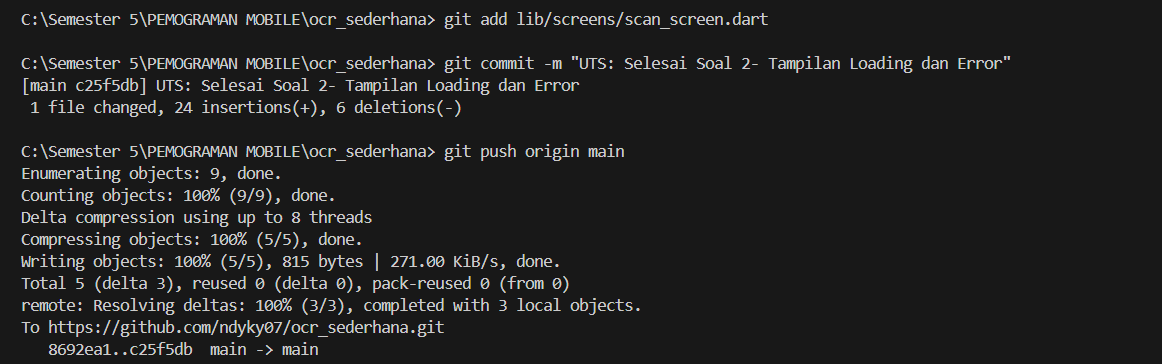 C:\Semester 5\PEMOGRAMAN MOBILE\ocr_sederhana> git add lib/screens/scan_screen.dart
C:\Semester 5\PEMOGRAMAN MOBILE\ocr_sederhana> git commit -m "UTS: Selesai Soal 2- Tampilan Loading dan Error"
[main c25f5db] UTS: Selesai Soal 2- Tampilan Loading dan Error
 1 file changed, 24 insertions(+), 6 deletions(-)
C:\Semester 5\PEMOGRAMAN MOBILE\ocr_sederhana> git push origin main
Enumerating objects: 9, done.
Counting objects: 100% (9/9), done.
Delta compression using up to 8 threads
Compressing objects: 100% (5/5), done.
Writing objects: 100% (5/5), 815 bytes | 271.00 KiB/s, done.
Total 5 (delta 3), reused 0 (delta 0), pack-reused 0 (from 0)
remote: Resolving deltas: 100% (3/3), completed with 3 local objects.
To https://github.com/ndyky07/ocr_sederhana.git
   8692ea1..c25f5db  main -> main